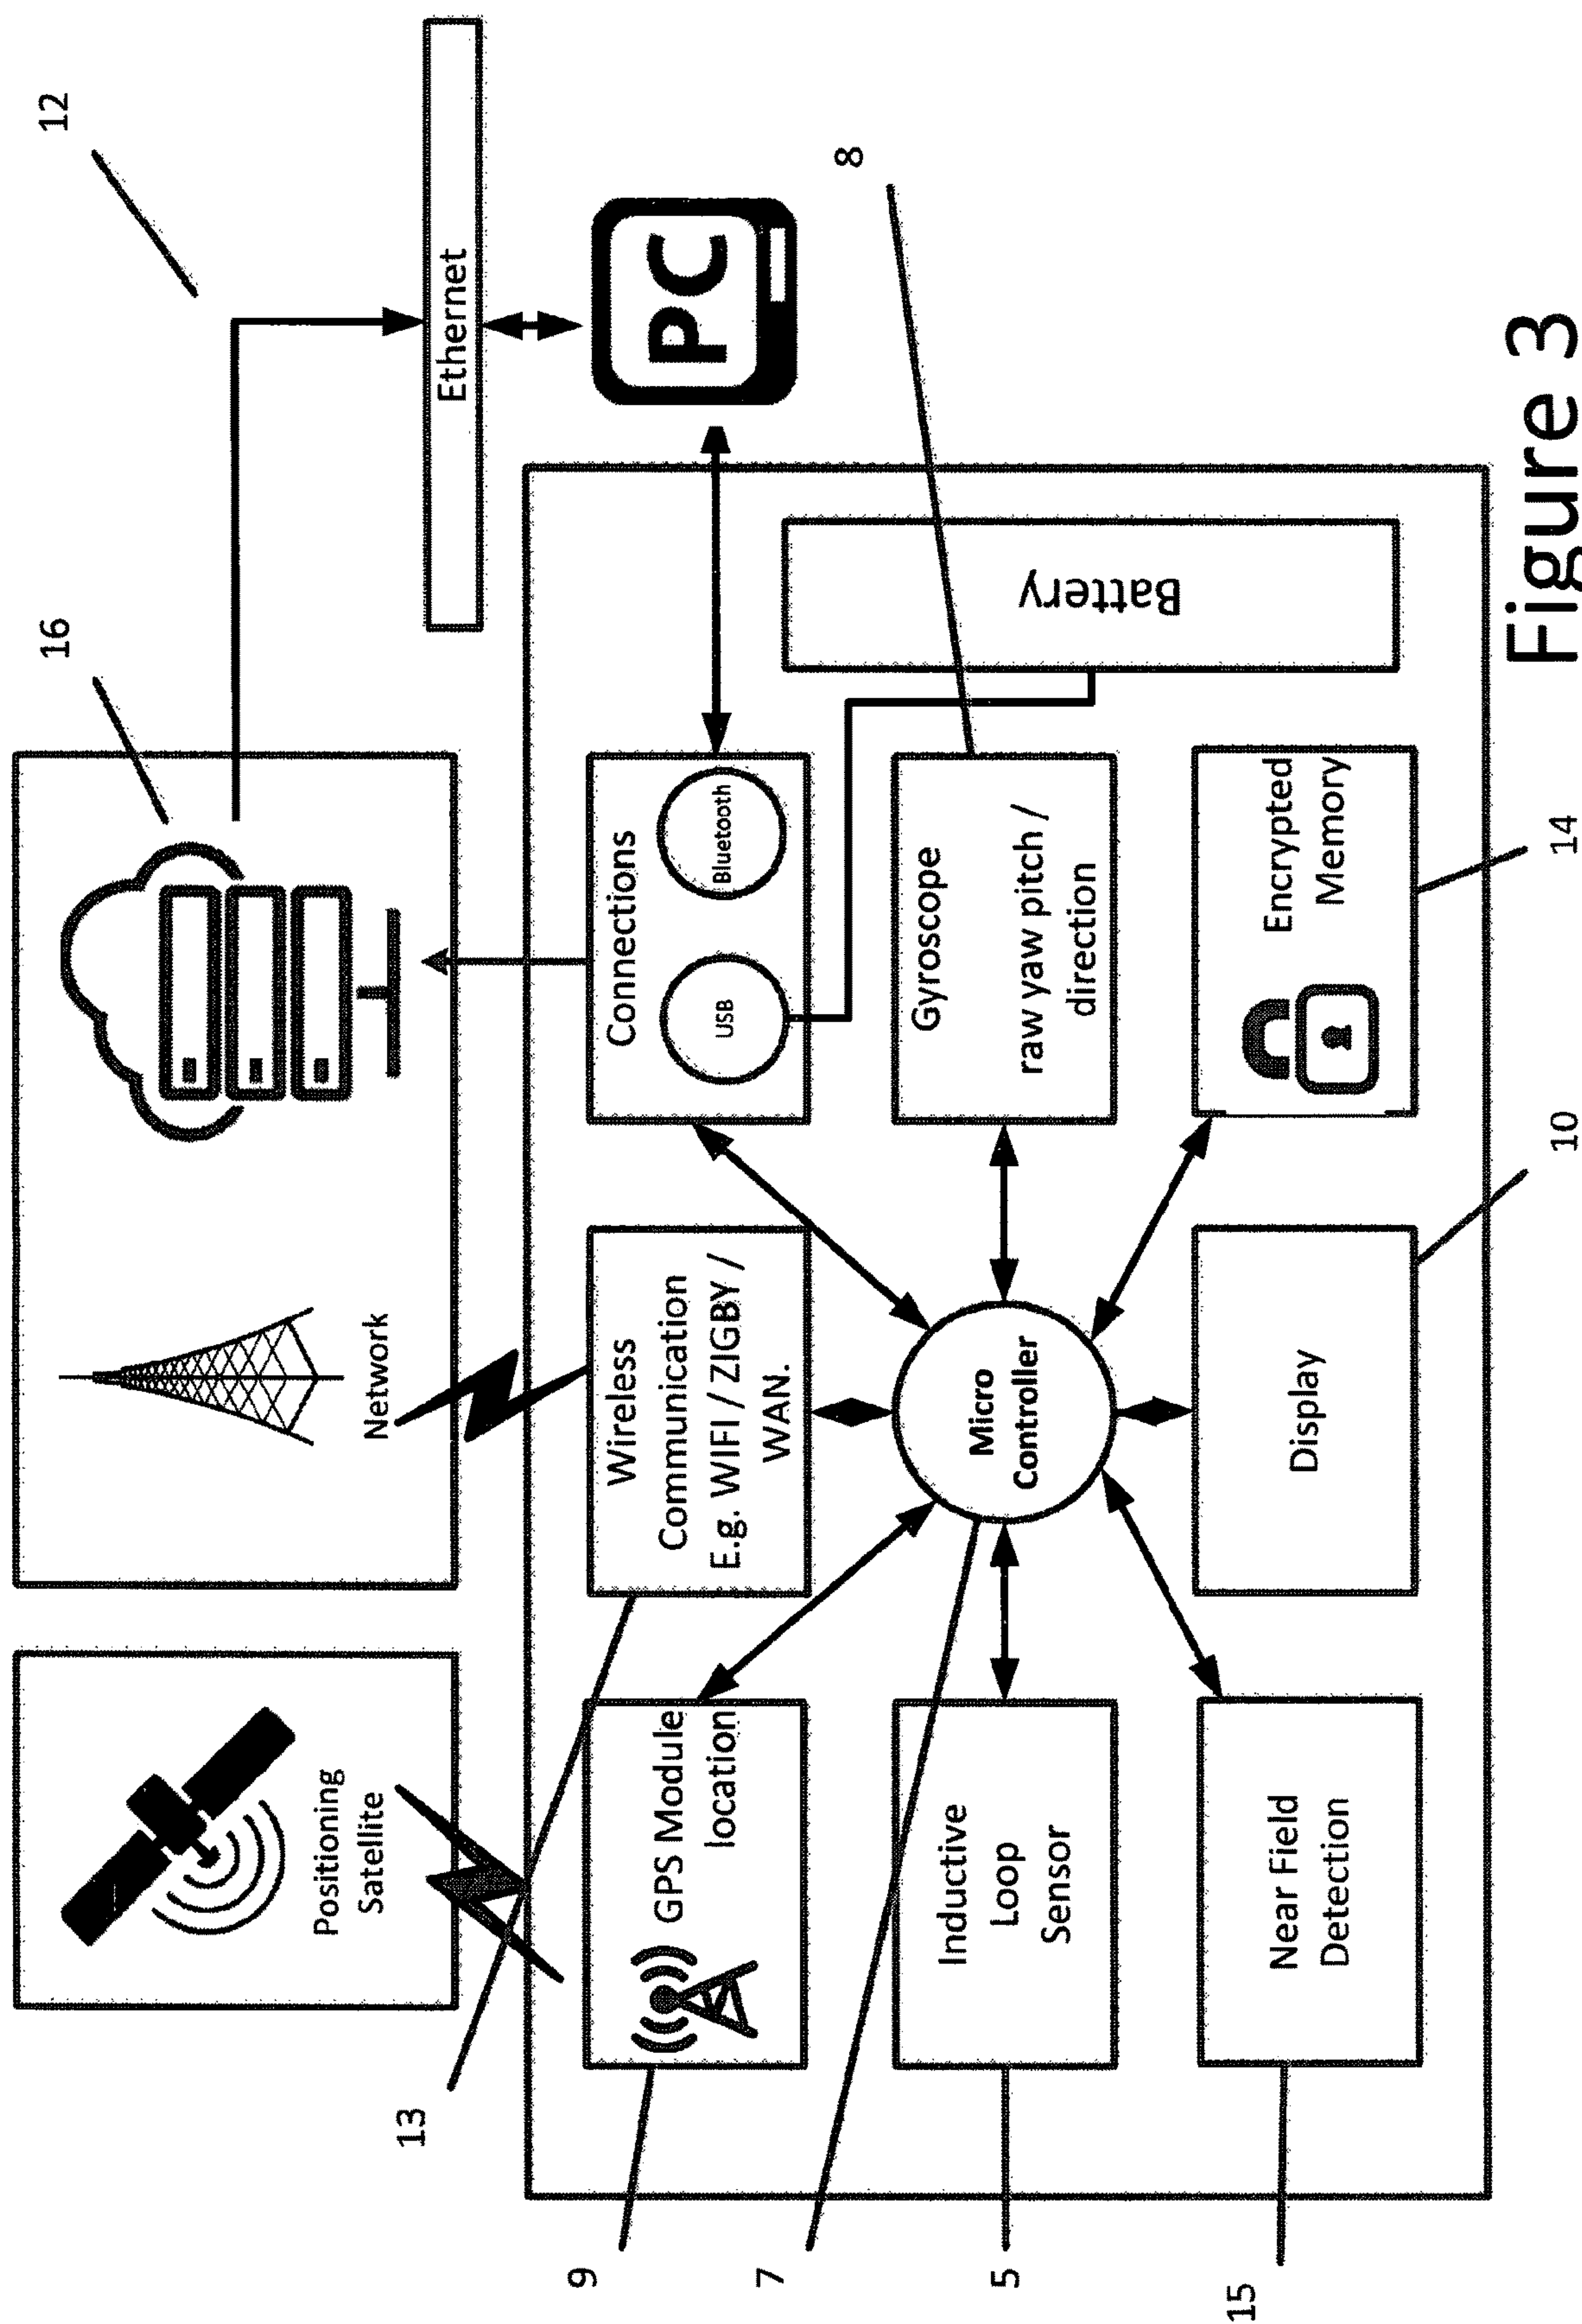 12
16
Ethernet
PC
8
Positioning
Satellite
Network
13
9
GPS Module
location
Wireless
Communication
E.g. WIFI / ZIGBY /
WAN.
Connections
USB
Bluetooth
7
5
Inductive
Loop
Sensor
Micro
Controller
Gyroscope
raw yaw pitch /
direction
Battery
15
Near Field
Detection
Display
Encrypted
Memory
10
14
Figure 3